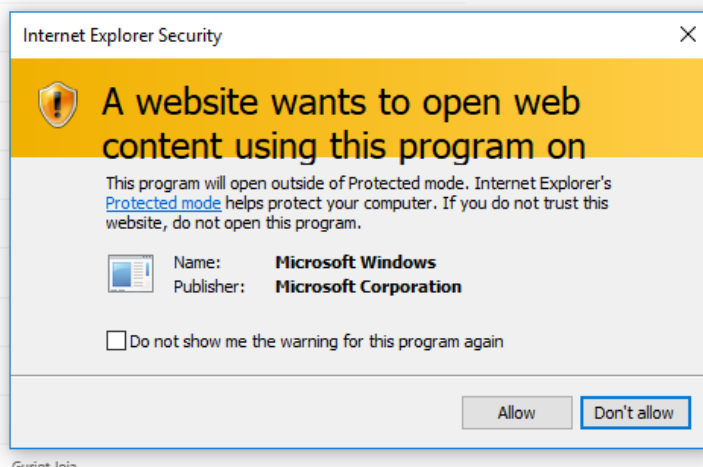 Internet Explorer Security
A website wants to open web
content using this program on
This program will open outside of Protected mode. Internet Explorer's
Protected mode helps protect your computer. If you do not trust this
website, do not open this program.
Name: Microsoft Windows
Publisher: Microsoft Corporation
Do not show me the warning for this program again
Allow Don't allow